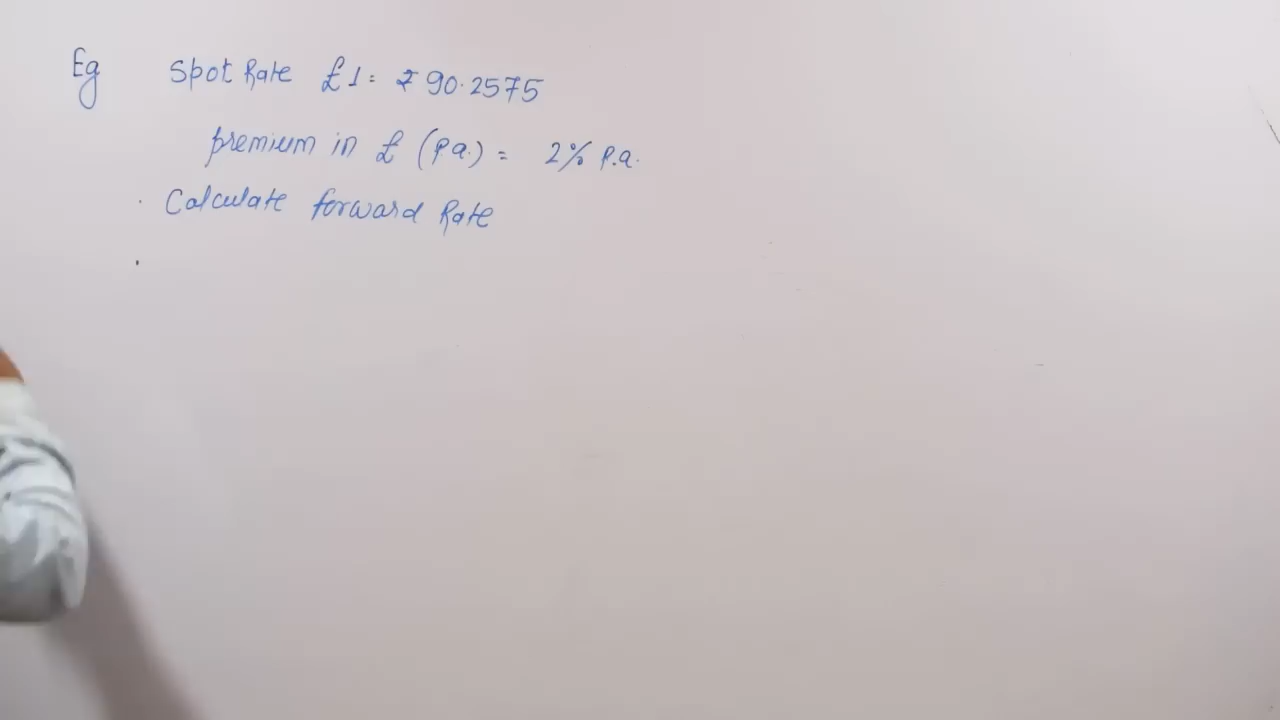 Eg Spot Rate £1 = ₹90.2575
premium in £ (p.a.) = 2% p.a.
Calculate forward Rate